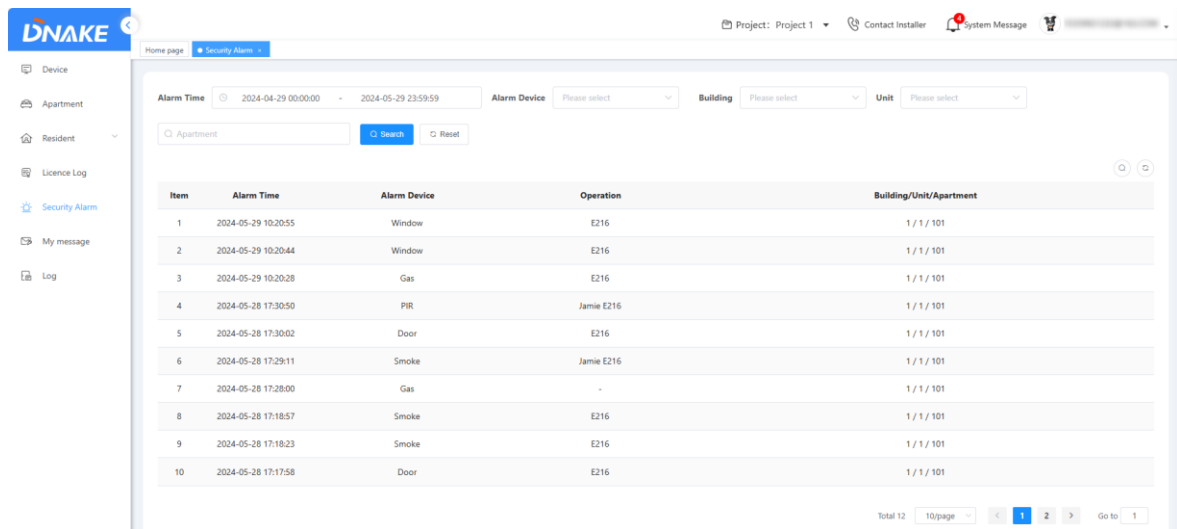 DNAKE
Project: Project 1 Contact Installer 4 System Message
Home page Security Alarm ×
Device
Apartment
Resident
Licence Log
Security Alarm
My message
Log
Alarm Time 2024-04-29 00:00:00 - 2024-05-29 23:59:59 Alarm Device Please select Building Please select Unit Please select
Apartment Search Reset
Item Alarm Time Alarm Device Operation Building/Unit/Apartment
1 2024-05-29 10:20:55 Window E216 1 / 1 / 101
2 2024-05-29 10:20:44 Window E216 1 / 1 / 101
3 2024-05-29 10:20:28 Gas E216 1 / 1 / 101
4 2024-05-28 17:30:50 PIR Jamie E216 1 / 1 / 101
5 2024-05-28 17:30:02 Door E216 1 / 1 / 101
6 2024-05-28 17:29:11 Smoke Jamie E216 1 / 1 / 101
7 2024-05-28 17:28:00 Gas - 1 / 1 / 101
8 2024-05-28 17:18:57 Smoke E216 1 / 1 / 101
9 2024-05-28 17:18:23 Smoke E216 1 / 1 / 101
10 2024-05-28 17:17:58 Door E216 1 / 1 / 101
Total 12 10/page < 1 2 > Go to 1